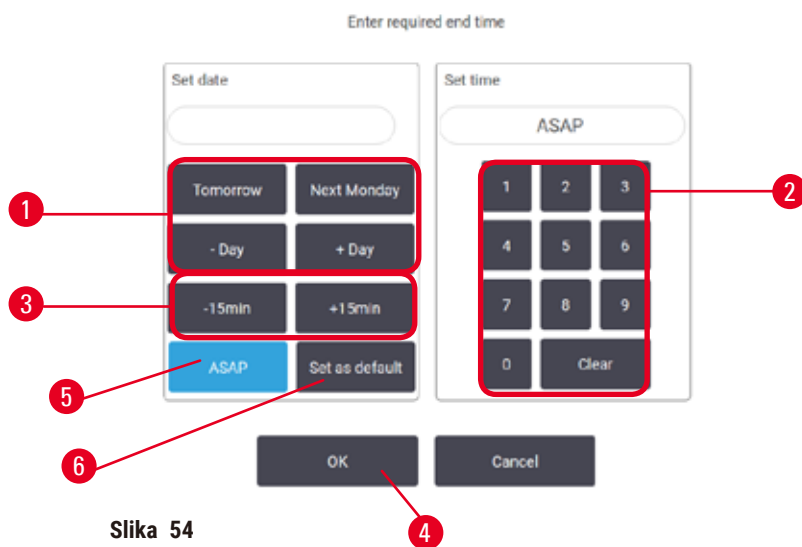 Enter required end time
Set date
Set time
ASAP
Tomorrow Next Monday
- Day + Day
-15min +15min
ASAP Set as default
1 2 3
4 5 6
7 8 9
0 Clear
OK Cancel
1
2
3
5
6
4
Slika 54